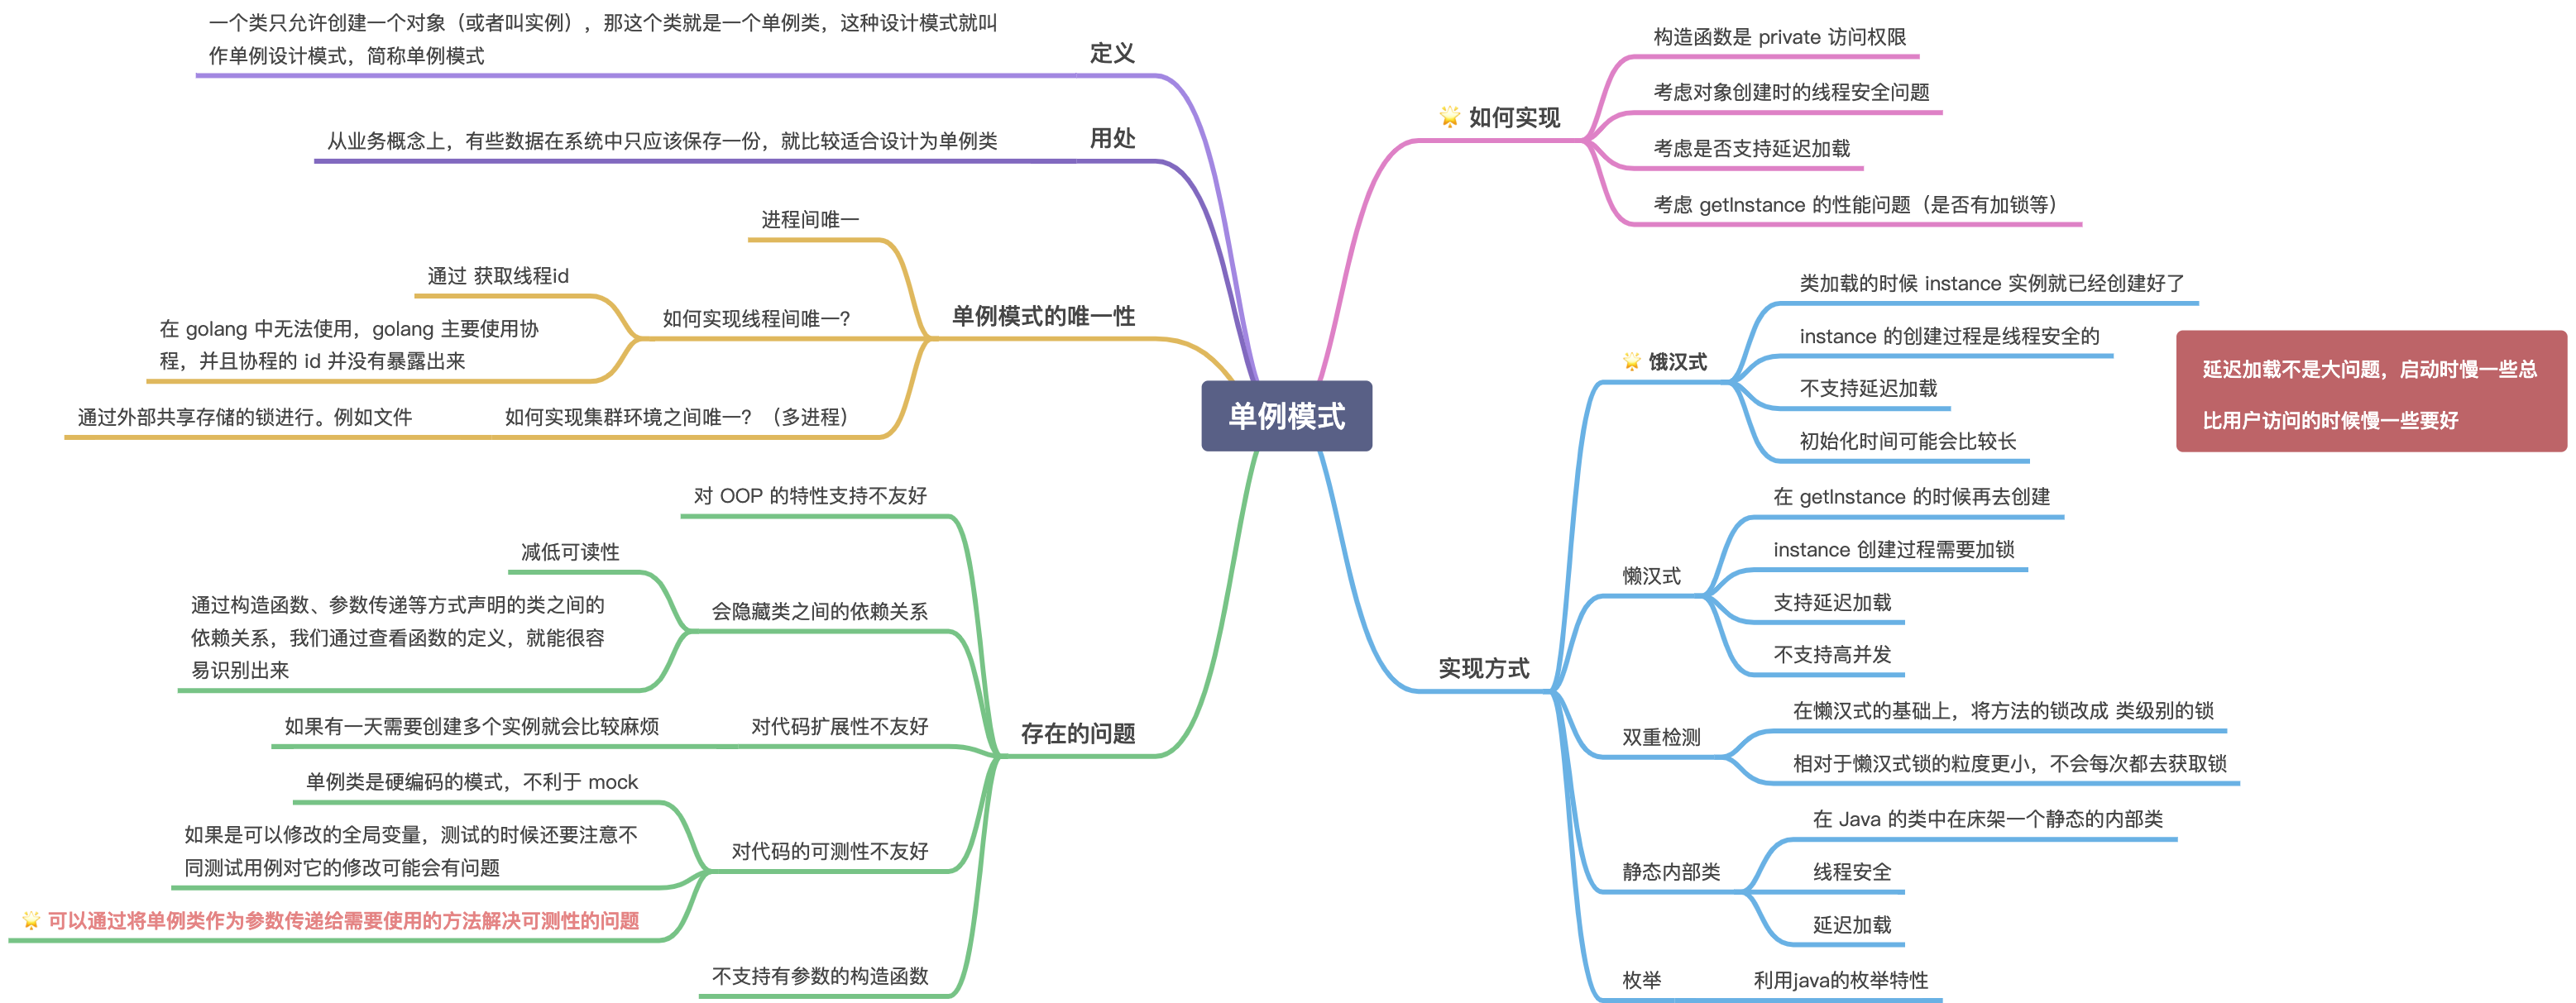 一个类只允许创建一个对象（或者叫实例），那这个类就是一个单例类，这种设计模式就叫
作单例设计模式，简称单例模式
定义
从业务概念上，有些数据在系统中只应该保存一份，就比较适合设计为单例类
用处
进程间唯一
通过 获取线程id
在 golang 中无法使用，golang 主要使用协
程，并且协程的 id 并没有暴露出来
如何实现线程间唯一？
通过外部共享存储的锁进行。例如文件
如何实现集群环境之间唯一？（多进程）
单例模式的唯一性
单例模式
对 OOP 的特性支持不友好
减低可读性
通过构造函数、参数传递等方式声明的类之间的
依赖关系，我们通过查看函数的定义，就能很容
易识别出来
会隐藏类之间的依赖关系
如果有一天需要创建多个实例就会比较麻烦
对代码扩展性不友好
存在的问题
单例类是硬编码的模式，不利于 mock
如果是可以修改的全局变量，测试的时候还要注意不
同测试用例对它的修改可能会有问题
可以通过将单例类作为参数传递给需要使用的方法解决可测性的问题
对代码的可测性不友好
不支持有参数的构造函数
如何实现
构造函数是 private 访问权限
考虑对象创建时的线程安全问题
考虑是否支持延迟加载
考虑 getInstance 的性能问题（是否有加锁等）
实现方式
饿汉式
类加载的时候 instance 实例就已经创建好了
instance 的创建过程是线程安全的
不支持延迟加载
初始化时间可能会比较长
延迟加载不是大问题，启动时慢一些总
比用户访问的时候慢一些要好
懒汉式
在 getInstance 的时候再去创建
instance 创建过程需要加锁
支持延迟加载
不支持高并发
双重检测
在懒汉式的基础上，将方法的锁改成 类级别的锁
相对于懒汉式锁的粒度更小，不会每次都去获取锁
静态内部类
在 Java 的类中在床架一个静态的内部类
线程安全
延迟加载
枚举
利用java的枚举特性